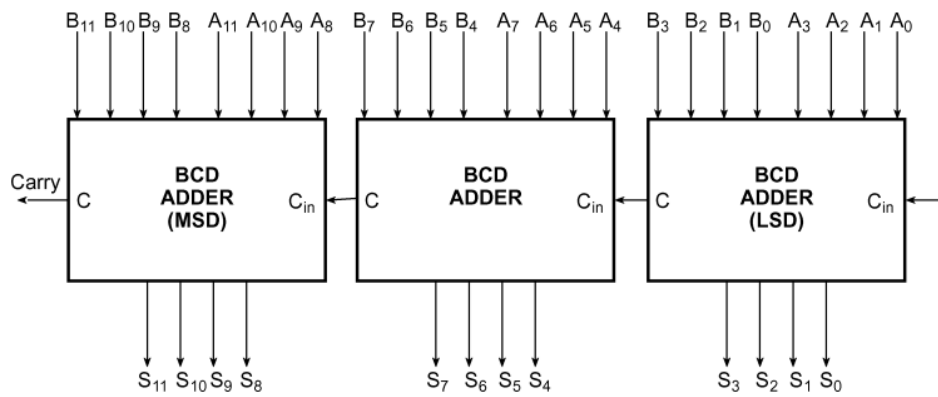 B11 B10 B9 B8 A11 A10 A9 A8 B7 B6 B5 B4 A7 A6 A5 A4 B3 B2 B1 B0 A3 A2 A1 A0
BCD
ADDER
(MSD)
BCD
ADDER
BCD
ADDER
(LSD)
Carry C Cin C Cin C Cin
S11 S10 S9 S8 S7 S6 S5 S4 S3 S2 S1 S0